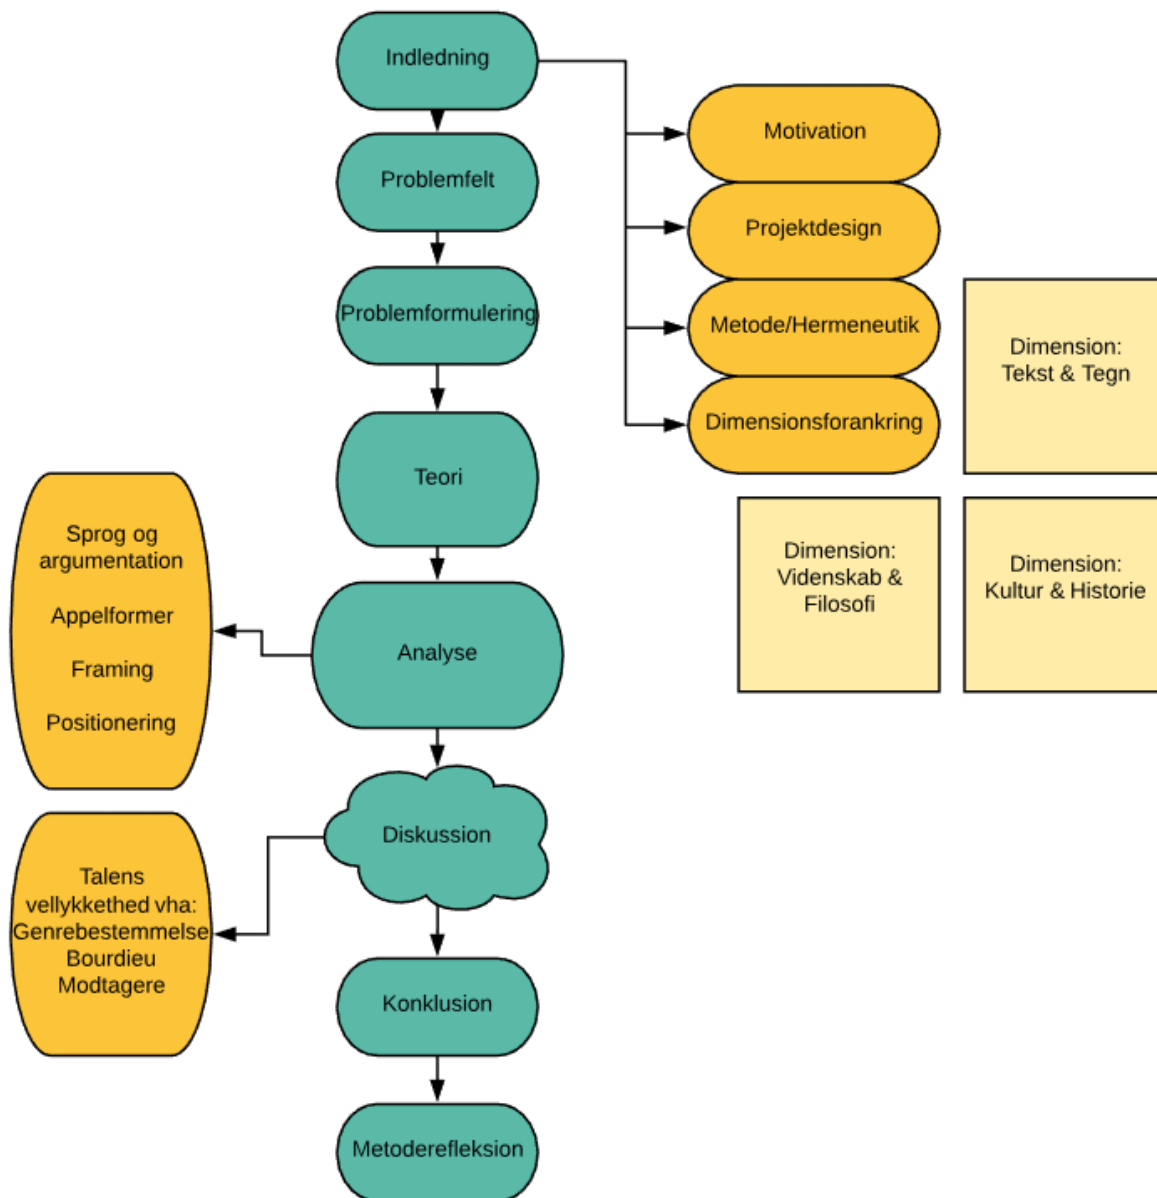 Indledning
Motivation
Problemfelt
Projektdesign
Problemformulering
Metode/Hermeneutik
Dimensionsforankring
Dimension:
Tekst & Tegn
Teori
Dimension:
Videnskab &
Filosofi
Dimension:
Kultur & Historie
Sprog og
argumentation
Appelformer
Framing
Positionering
Analyse
Diskussion
Talens
vellykkethed vha:
Genrebestemmelse
Bourdieu
Modtagere
Konklusion
Metoderefleksion